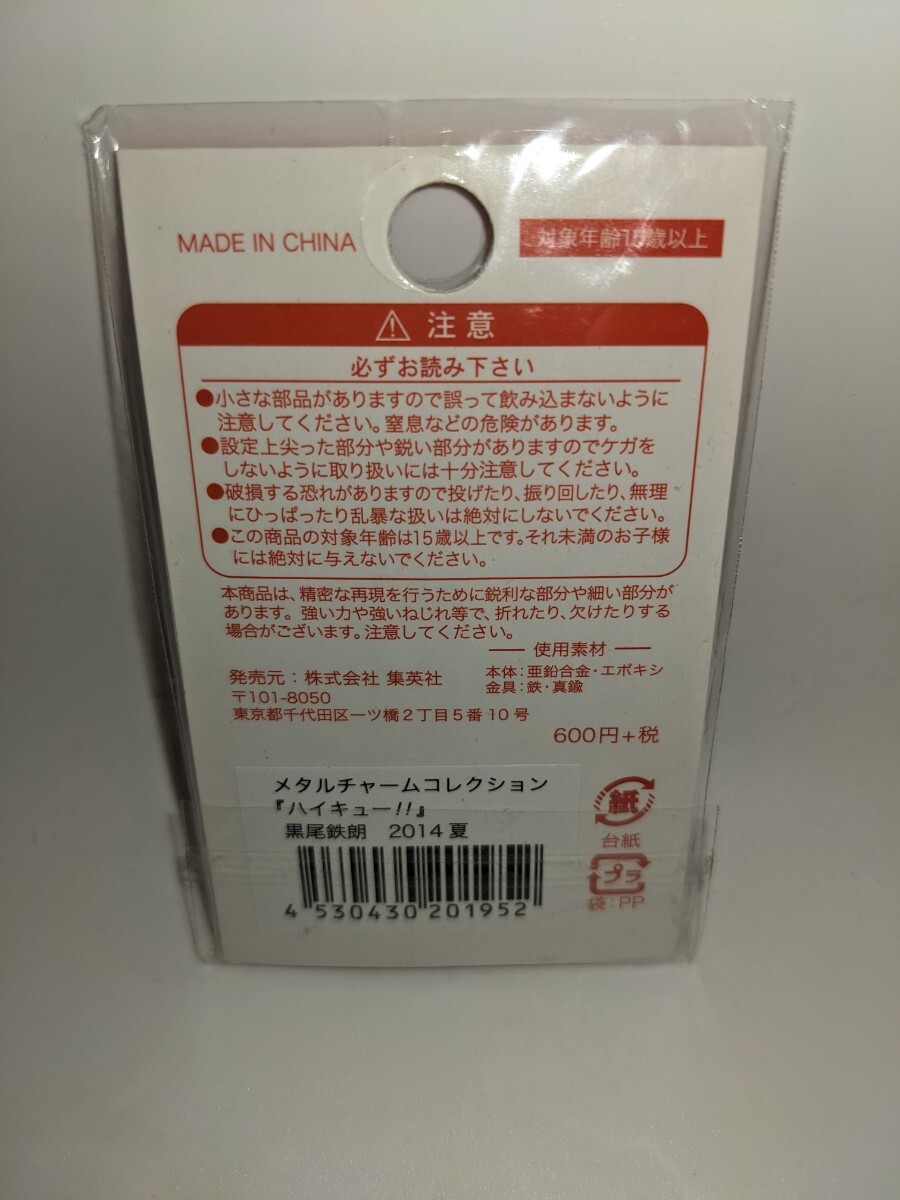 MADE IN CHINA
対象年齢15歳以上
注意
必ずお読み下さい
●小さな部品がありますので誤って飲み込まないように
注意してください。窒息などの危険があります。
●設定上尖った部分や鋭い部分がありますのでケガを
しないように取り扱いには十分注意してください。
●破損する恐れがありますので投げたり、振り回したり、無理
にひっぱったり乱暴な扱いは絶対にしないでください。
●この商品の対象年齢は15歳以上です。それ未満のお子様
には絶対に与えないでください。
本商品は、精密な再現を行うために鋭利な部分や細い部分が
あります。強い力や強いねじれ等で、折れたり、欠けたりする
場合がございます。注意してください。
使用素材
本体：亜鉛合金・エポキシ
金具：鉄・真鍮
発売元：株式会社 集英社
〒101-8050
東京都千代田区一ツ橋2丁目5番10号
600円+税
メタルチャームコレクション
『ハイキュー!!』
黒尾鉄朗 2014夏
4 530430 201952
紙
台紙
プラ
袋：PP